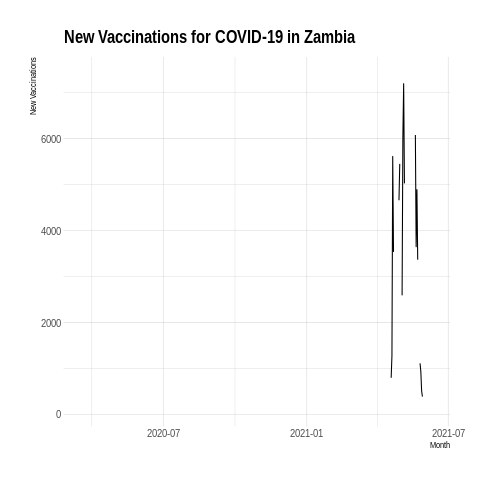 New Vaccinations for COVID-19 in Zambia
New Vaccinations
6000
4000
2000
0
2020-07
2021-01
2021-07
Month